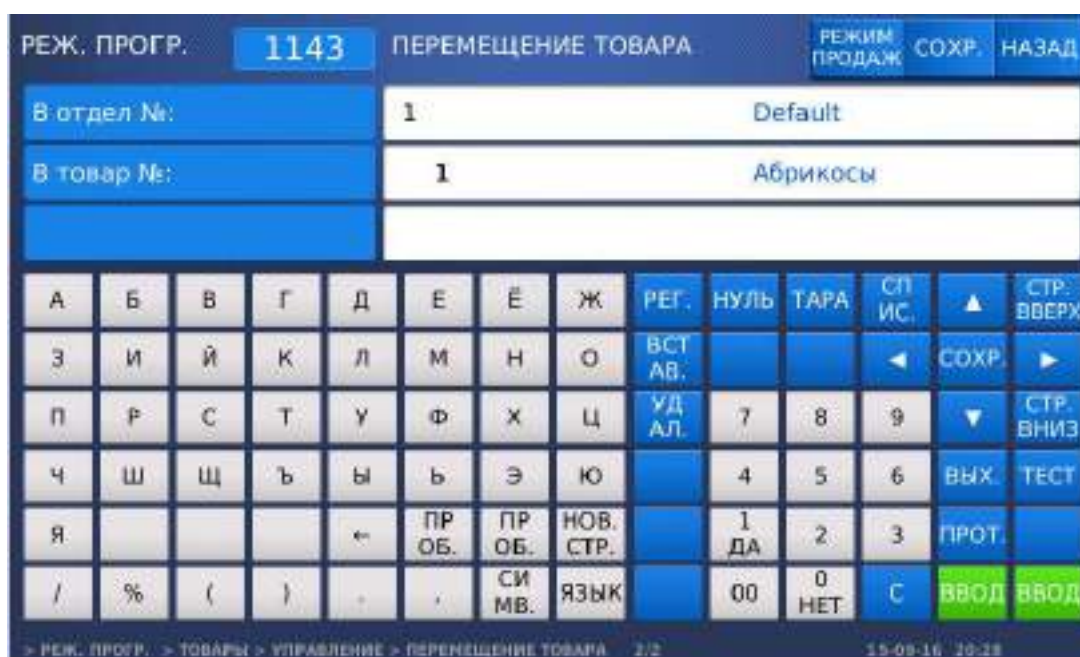 РЕЖ. ПРОГР. 1143 ПЕРЕМЕЩЕНИЕ ТОВАРА РЕЖИМ ПРОДАЖ СОХР. НАЗАД
В отдел №: 1 Default
В товар №: 1 Абрикосы
А Б В Г Д Е Ё Ж РЕГ. НУЛЬ ТАРА СП ИС. ▲ СТР. ВВЕРХ
З И Й К Л М Н О ВСТ АВ. ◄ СОХР. ►
П Р С Т У Ф Х Ц УД АЛ. 7 8 9 ▼ СТР. ВНИЗ
Ч Ш Щ Ъ Ы Ь Э Ю 4 5 6 ВЫХ. ТЕСТ
Я ← ПР ОБ. ПР ОБ. НОВ. СТР. 1 ДА 2 3 ПРОТ.
/ % ( ) . , СИ МВ. ЯЗЫК 00 0 НЕТ С ВВОД ВВОД
> РЕЖ. ПРОГР. > ТОВАРЫ > УПРАВЛЕНИЕ > ПЕРЕМЕЩЕНИЕ ТОВАРА 2/2 15-09-16 20:28